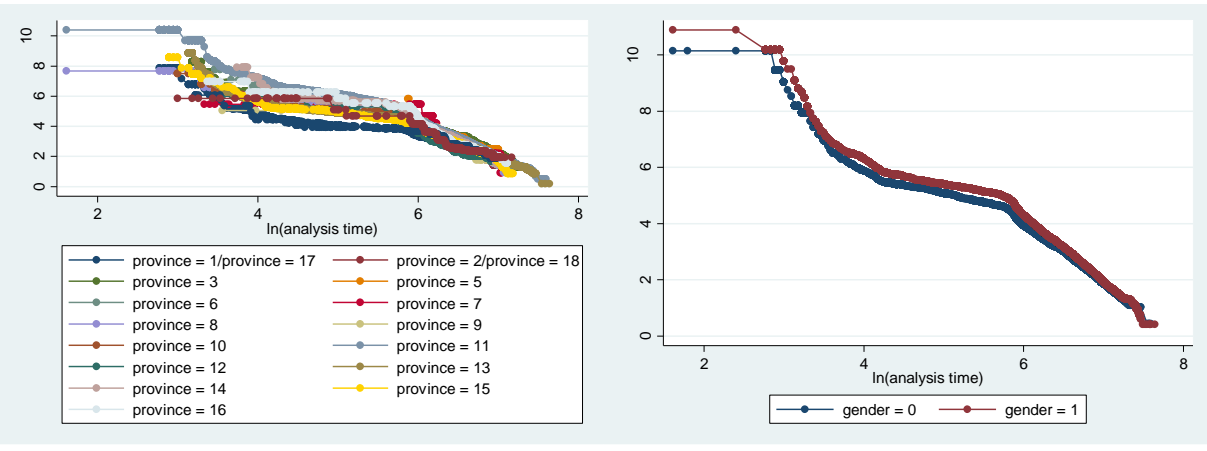 10
8
6
4
2
0
2 4 6 8
ln(analysis time)
province = 1/province = 17 province = 2/province = 18
province = 3 province = 5
province = 6 province = 7
province = 8 province = 9
province = 10 province = 11
province = 12 province = 13
province = 14 province = 15
province = 16
10
8
6
4
2
0
2 4 6 8
ln(analysis time)
gender = 0 gender = 1